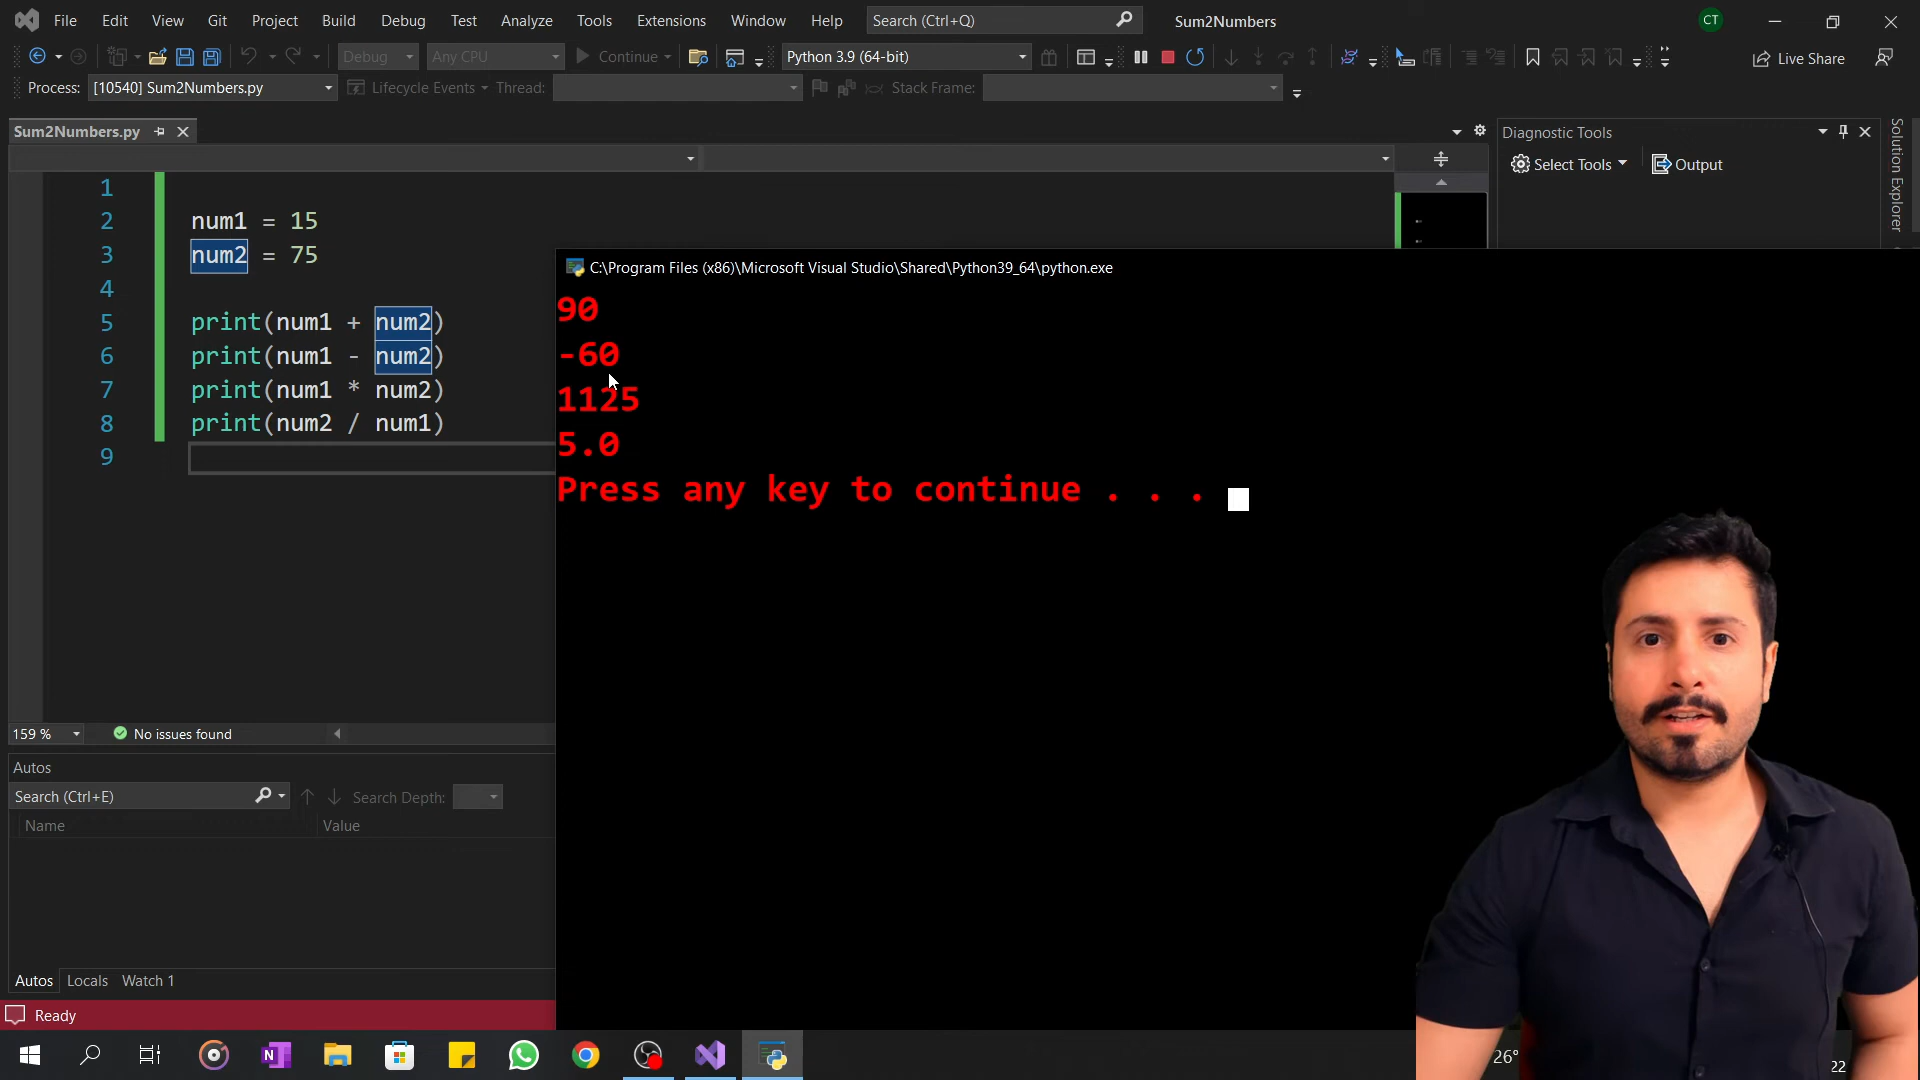 File Edit View Git Project Build Debug Test Analyze Tools Extensions Window Help Search (Ctrl+Q) Sum2Numbers CT
Debug Any CPU Continue Python 3.9 (64-bit) Live Share
Process: [10540] Sum2Numbers.py Lifecycle Events Thread: Stack Frame:
Sum2Numbers.py
Diagnostic Tools
Select Tools Output
Solution Explorer
1
2 num1 = 15
3 num2 = 75
4
5 print(num1 + num2)
6 print(num1 - num2)
7 print(num1 * num2)
8 print(num2 / num1)
9
C:\Program Files (x86)\Microsoft Visual Studio\Shared\Python39_64\python.exe
90
-60
1125
5.0
Press any key to continue . . .
159 % No issues found
Autos
Search (Ctrl+E) Search Depth:
Name Value
Autos Locals Watch 1
Ready
N
26°
22